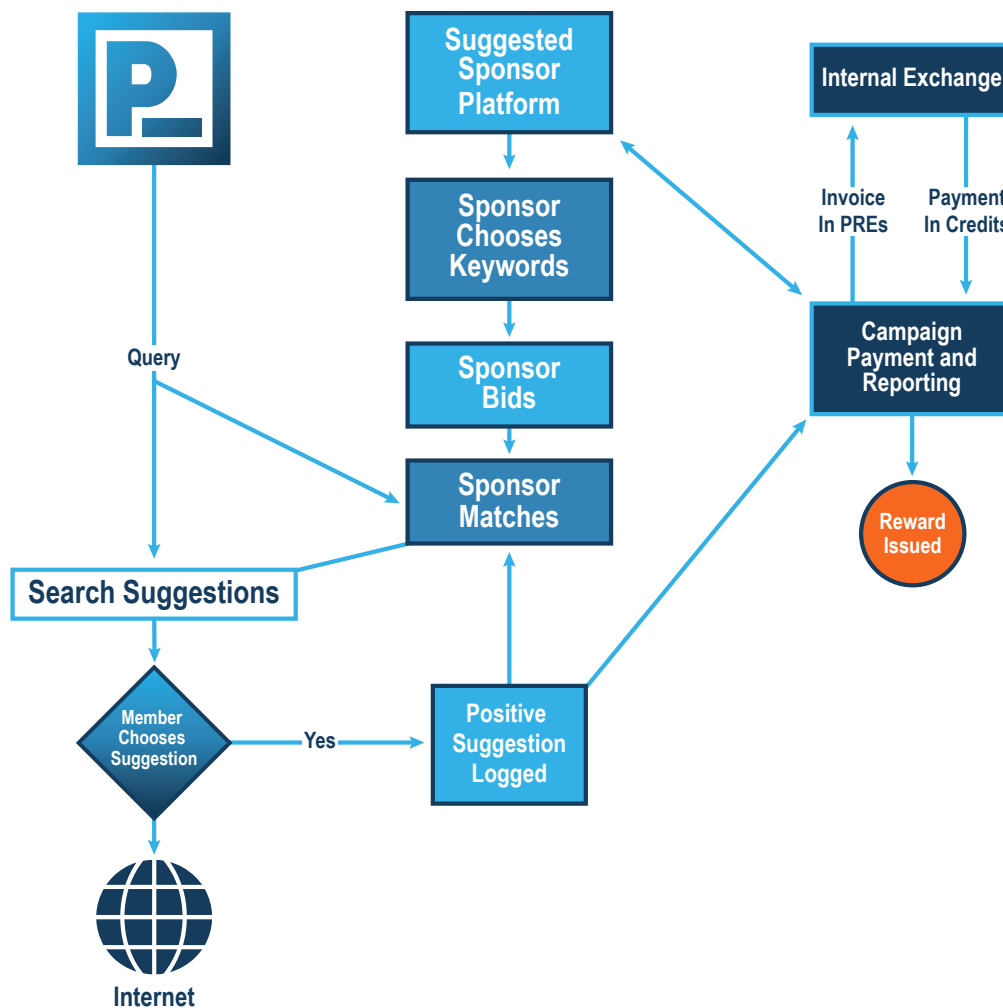 P
Suggested
Sponsor
Platform
Internal Exchange
Sponsor
Chooses
Keywords
Invoice
In PREs
Payment
In Credits
Query
Sponsor
Bids
Campaign
Payment and
Reporting
Sponsor
Matches
Reward
Issued
Search Suggestions
Member
Chooses
Suggestion
Yes
Positive
Suggestion
Logged
Internet